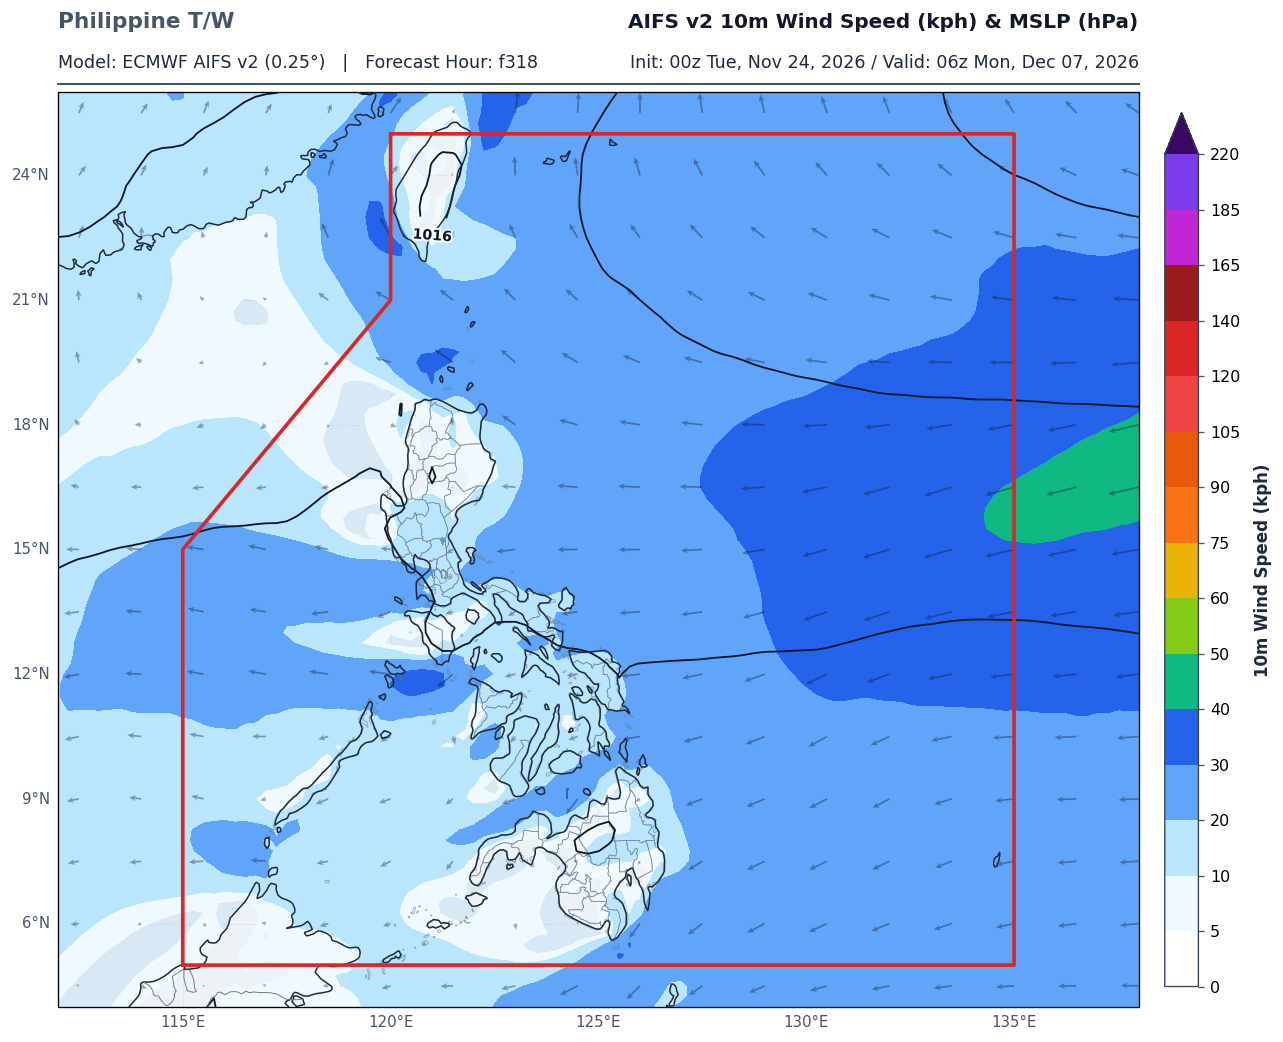 Philippine T/W
AIFS v2 10m Wind Speed (kph) & MSLP (hPa)
Model: ECMWF AIFS v2 (0.25°) | Forecast Hour: f318
Init: 00z Tue, Nov 24, 2026 / Valid: 06z Mon, Dec 07, 2026
24°N
21°N
18°N
15°N
12°N
9°N
6°N
1016
115°E
120°E
125°E
130°E
135°E
220
185
165
140
120
105
90
75
60
50
40
30
20
10
5
0
10m Wind Speed (kph)